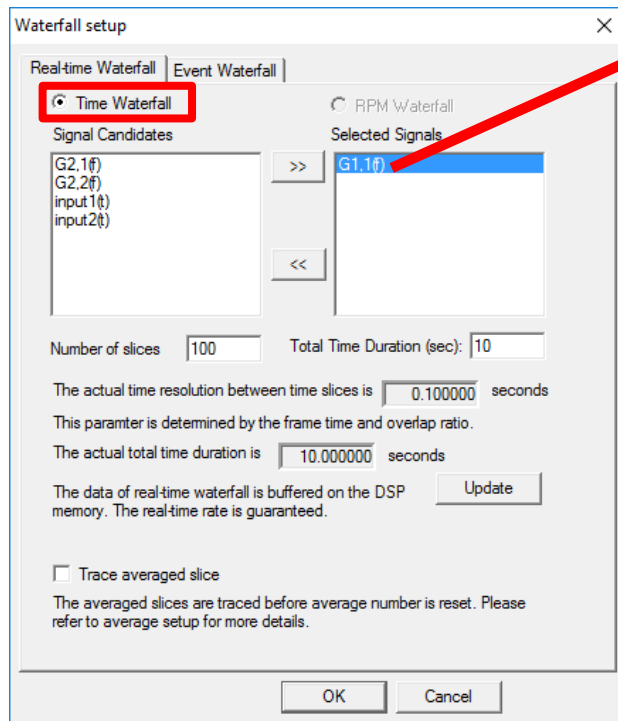 Waterfall setup
Real-time Waterfall Event Waterfall
Time Waterfall RPM Waterfall
Signal Candidates Selected Signals
G2,1(f) >> G1,1(f)
G2,2(f)
input1(t)
input2(t)
<<
Number of slices 100 Total Time Duration (sec): 10
The actual time resolution between time slices is 0.100000 seconds
This paramter is determined by the frame time and overlap ratio.
The actual total time duration is 10.000000 seconds
The data of real-time waterfall is buffered on the DSP Update
memory. The real-time rate is guaranteed.
Trace averaged slice
The averaged slices are traced before average number is reset. Please
refer to average setup for more details.
OK Cancel